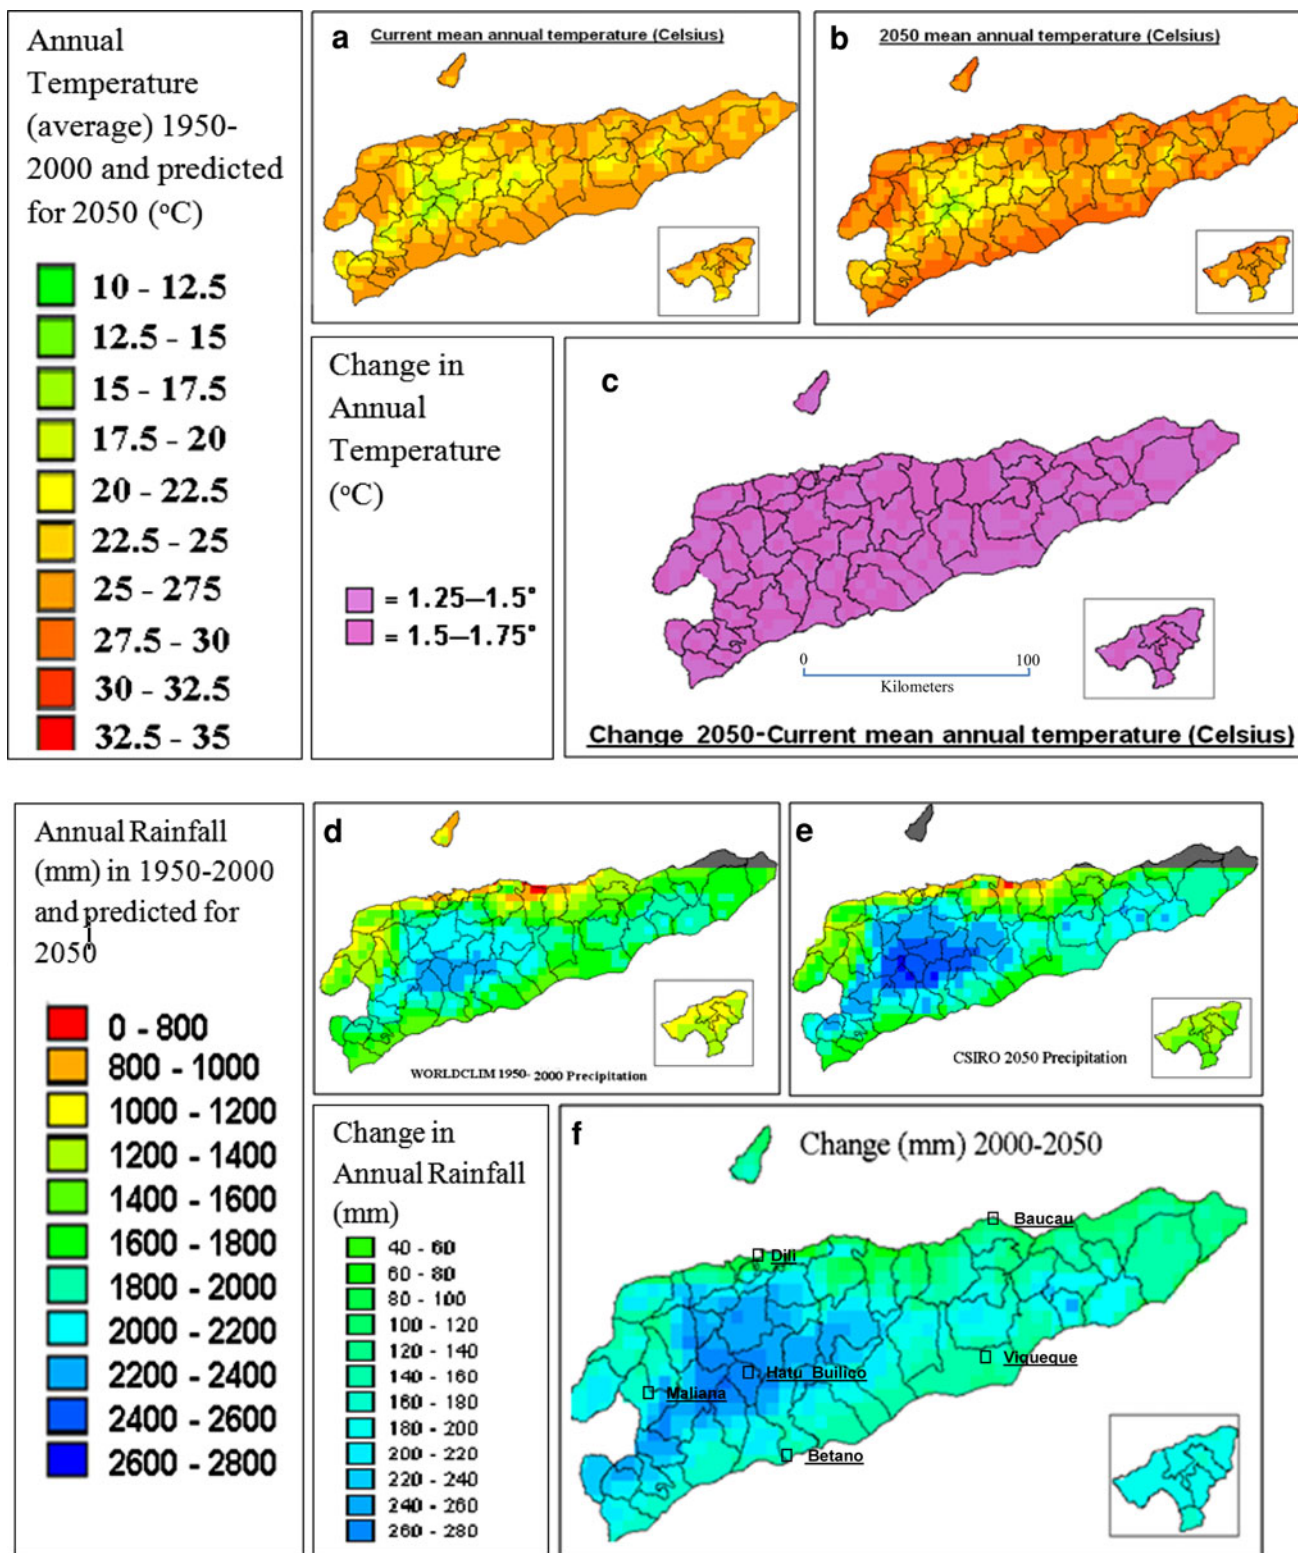 Annual
Temperature
(average) 1950-
2000 and predicted
for 2050 (°C)
10 - 12.5
12.5 - 15
15 - 17.5
17.5 - 20
20 - 22.5
22.5 - 25
25 - 275
27.5 - 30
30 - 32.5
32.5 - 35
a
Current mean annual temperature (Celsius)
b
2050 mean annual temperature (Celsius)
Change in
Annual
Temperature
(°C)
= 1.25—1.5°
= 1.5—1.75°
c
0 100
Kilometers
Change 2050-Current mean annual temperature (Celsius)
Annual Rainfall
(mm) in 1950-2000
and predicted for
2050
0 - 800
800 - 1000
1000 - 1200
1200 - 1400
1400 - 1600
1600 - 1800
1800 - 2000
2000 - 2200
2200 - 2400
2400 - 2600
2600 - 2800
d
WORLDCLIM 1950- 2000 Precipitation
e
CSIRO 2050 Precipitation
Change in
Annual Rainfall
(mm)
40 - 60
60 - 80
80 - 100
100 - 120
120 - 140
140 - 160
160 - 180
180 - 200
200 - 220
220 - 240
240 - 260
260 - 280
f
Change (mm) 2000-2050
Baucau
Dili
Viqueque
Hatu Builico
Maliana
Betano